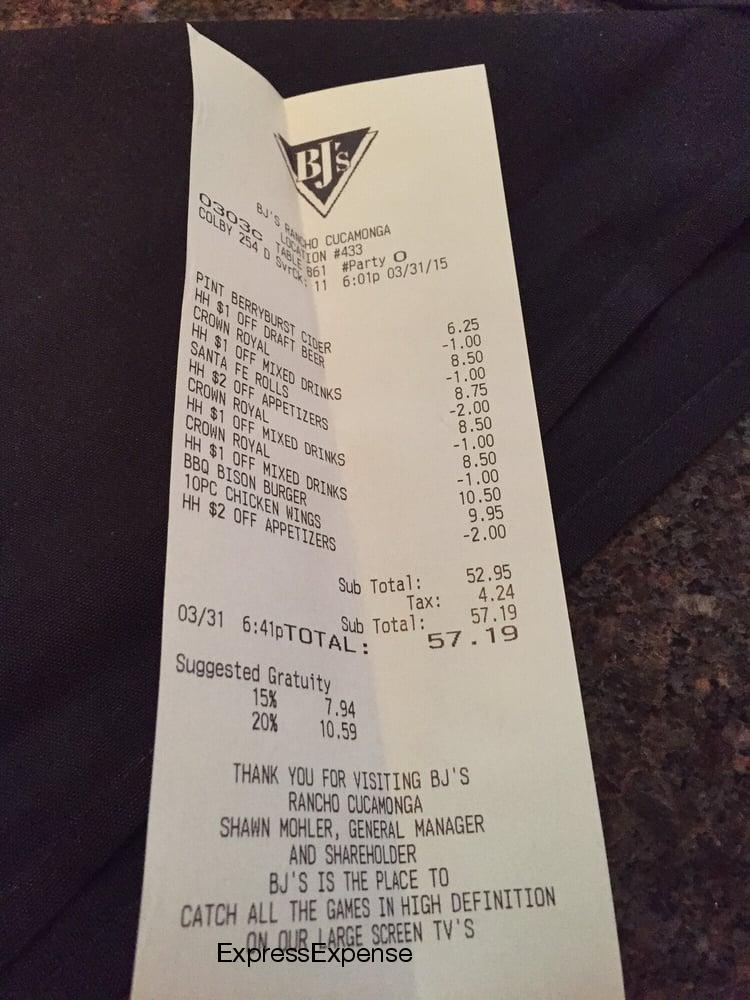 BJ's
BJ'S RANCHO CUCAMONGA
LOCATION #433
0303c TABLE 861 #Party 0
COLBY 254 D SvrCk: 11 6:01p 03/31/15
PINT BERRYBURST CIDER 6.25
HH $1 OFF DRAFT BEER -1.00
CROWN ROYAL 8.50
HH $1 OFF MIXED DRINKS -1.00
SANTA FE ROLLS 8.75
HH $2 OFF APPETIZERS -2.00
CROWN ROYAL 8.50
HH $1 OFF MIXED DRINKS -1.00
CROWN ROYAL 8.50
HH $1 OFF MIXED DRINKS -1.00
BBQ BISON BURGER 10.50
10PC CHICKEN WINGS 9.95
HH $2 OFF APPETIZERS -2.00
Sub Total: 52.95
Tax: 4.24
Sub Total: 57.19
03/31 6:41pTOTAL: 57.19
Suggested Gratuity
15% 7.94
20% 10.59
THANK YOU FOR VISITING BJ'S
RANCHO CUCAMONGA
SHAWN MOHLER, GENERAL MANAGER
AND SHAREHOLDER
BJ'S IS THE PLACE TO
CATCH ALL THE GAMES IN HIGH DEFINITION
ON OUR LARGE SCREEN TV'S
ExpressExpense